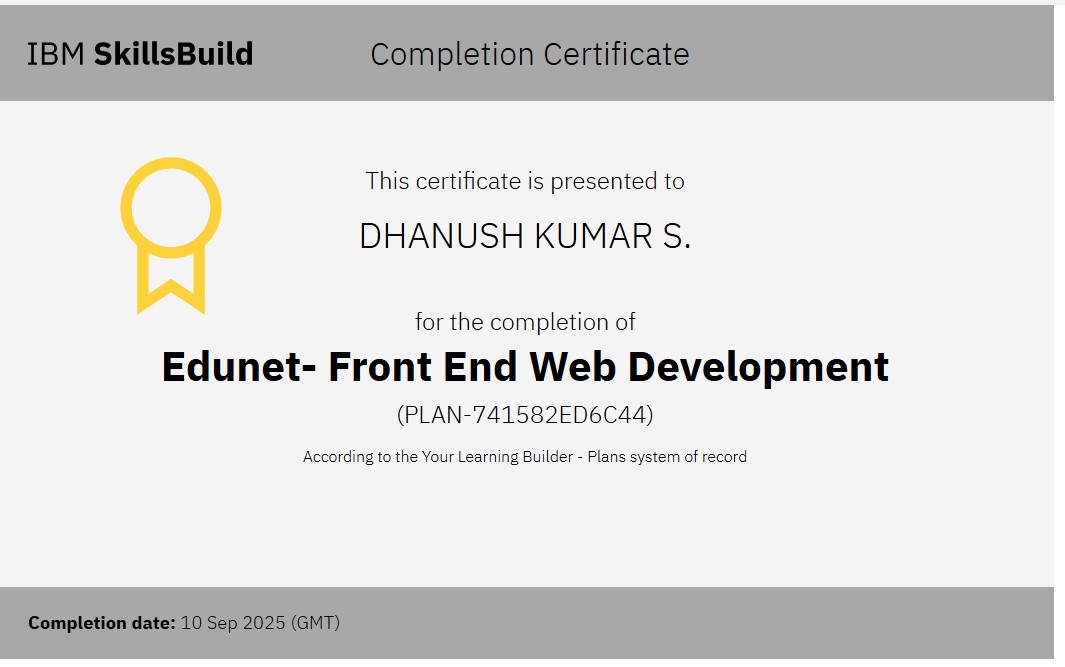 IBM SkillsBuild
Completion Certificate
This certificate is presented to
DHANUSH KUMAR S.
for the completion of
Edunet- Front End Web Development
(PLAN-741582ED6C44)
According to the Your Learning Builder - Plans system of record
Completion date: 10 Sep 2025 (GMT)